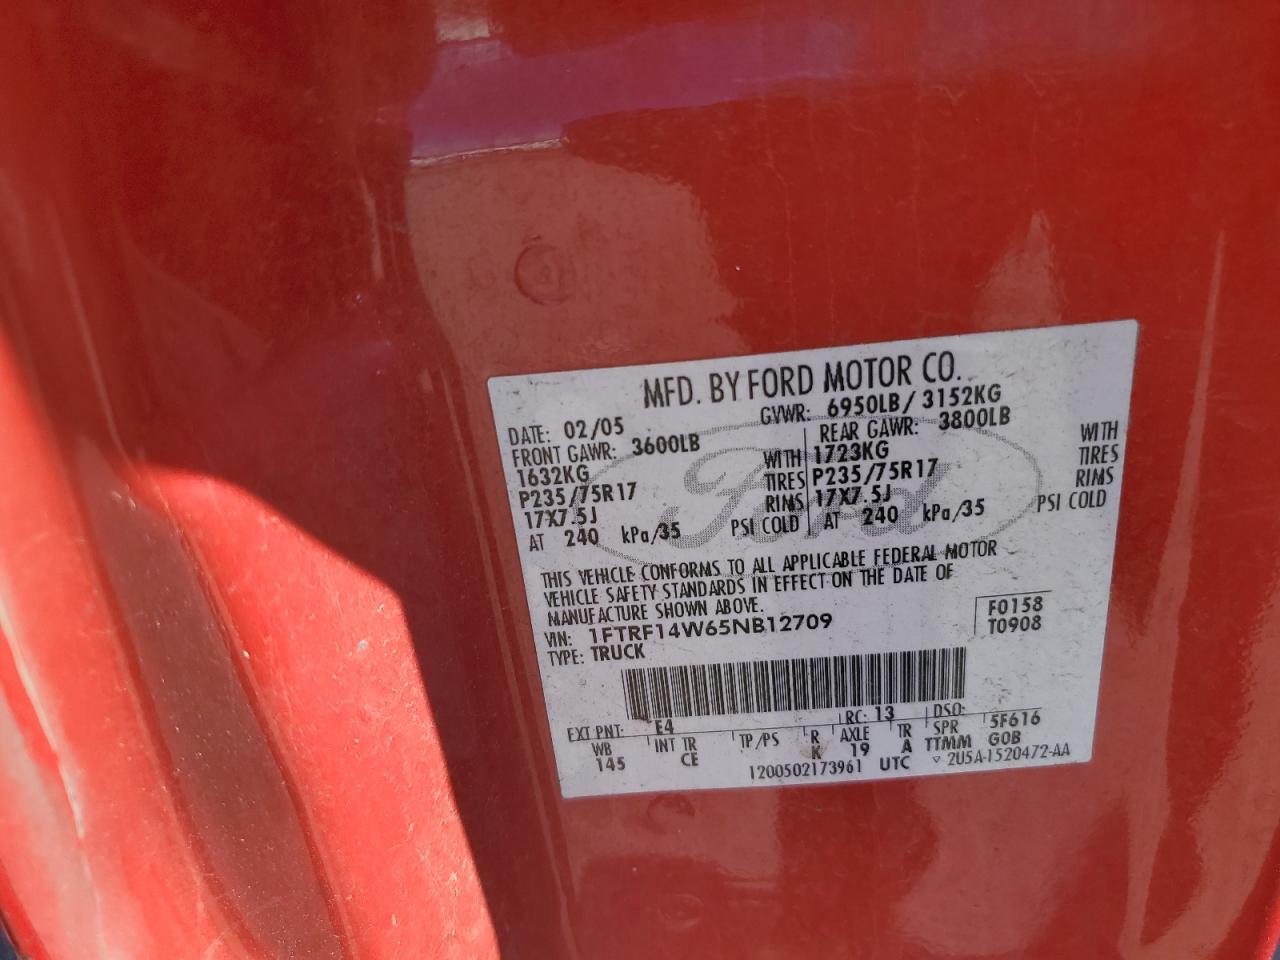 MFD. BY FORD MOTOR CO.
DATE: 02/05 GVWR: 6950LB/ 3152KG
FRONT GAWR: 3600LB REAR GAWR: 3800LB
1632KG WITH 1723KG WITH
P235/75R17 TIRES P235/75R17 TIRES
17X7.5J RIMS 17X7.5J RIMS
AT 240 kPa/35 PSI COLD AT 240 kPa/35 PSI COLD
Ford
THIS VEHICLE CONFORMS TO ALL APPLICABLE FEDERAL MOTOR
VEHICLE SAFETY STANDARDS IN EFFECT ON THE DATE OF
MANUFACTURE SHOWN ABOVE.
VIN: 1FTRF14W65NB12709 F0158
TYPE: TRUCK T0908
EXT PNT: E4 RC: 13 DSO:
WB INT TR TP/PS R AXLE TR SPR 5F616
145 CE K 19 A TTMM GOB
1200502173961 UTC ▽ 2U5A-1520472-AA